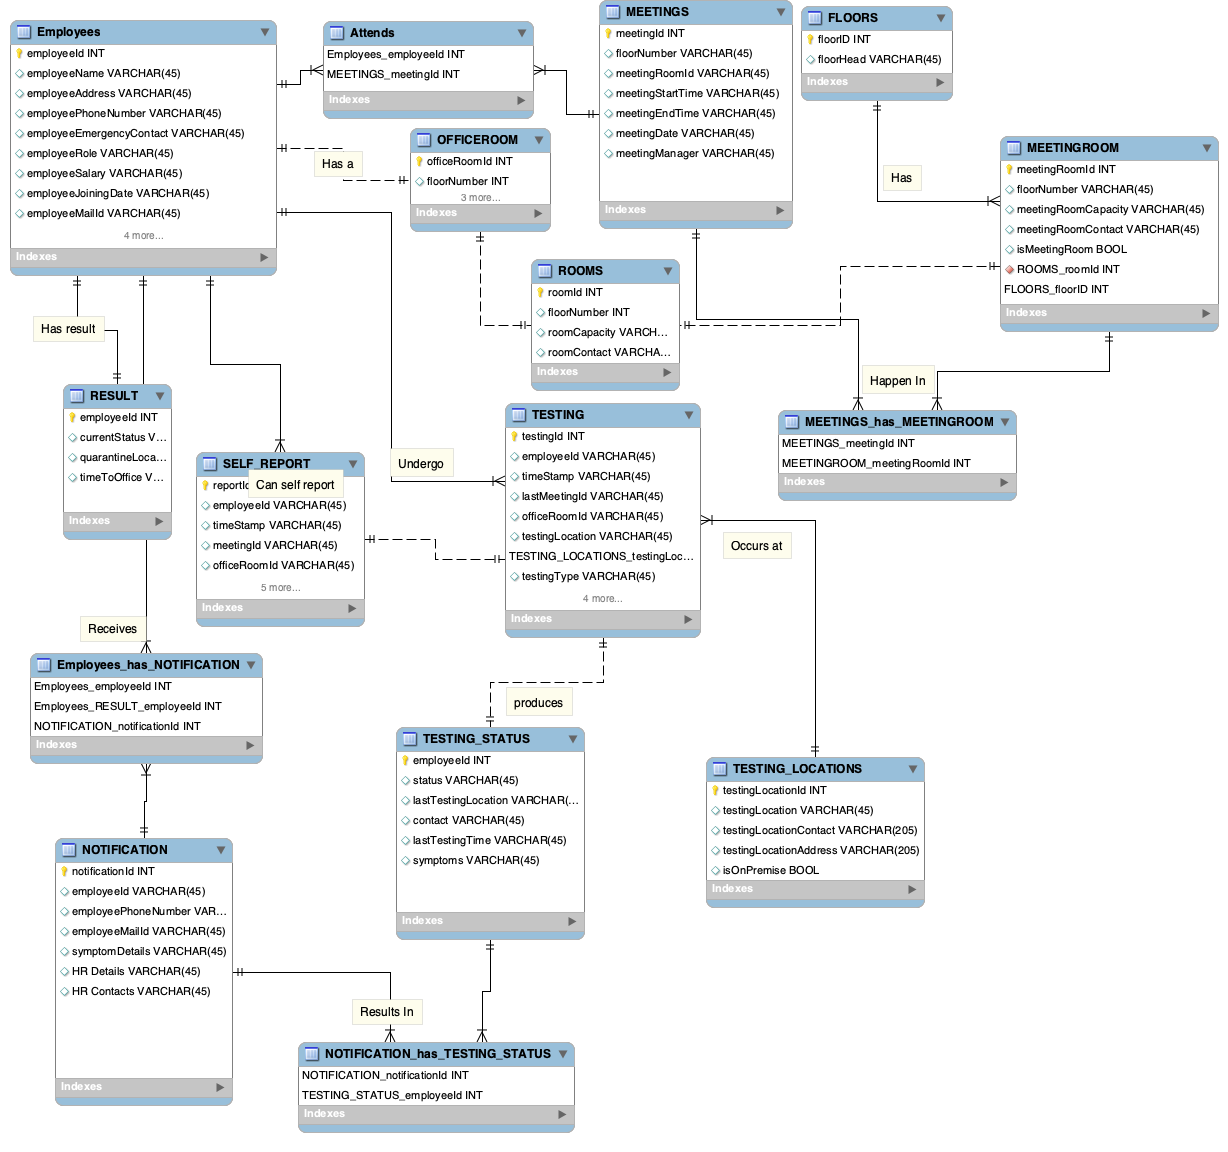 Employees
employeeId INT
employeeName VARCHAR(45)
employeeAddress VARCHAR(45)
employeePhoneNumber VARCHAR(45)
employeeEmergencyContact VARCHAR(45)
employeeRole VARCHAR(45)
employeeSalary VARCHAR(45)
employeeJoiningDate VARCHAR(45)
employeeMailId VARCHAR(45)
4 more...
Indexes
Attends
Employees_employeeId INT
MEETINGS_meetingId INT
Indexes
MEETINGS
meetingId INT
floorNumber VARCHAR(45)
meetingRoomId VARCHAR(45)
meetingStartTime VARCHAR(45)
meetingEndTime VARCHAR(45)
meetingDate VARCHAR(45)
meetingManager VARCHAR(45)
Indexes
FLOORS
floorID INT
floorHead VARCHAR(45)
Indexes
Has a
OFFICEROOM
officeRoomId INT
floorNumber INT
3 more...
Indexes
Has
MEETINGROOM
meetingRoomId INT
floorNumber VARCHAR(45)
meetingRoomCapacity VARCHAR(45)
meetingRoomContact VARCHAR(45)
isMeetingRoom BOOL
ROOMS_roomId INT
FLOORS_floorID INT
Indexes
ROOMS
roomId INT
floorNumber INT
roomCapacity VARCH...
roomContact VARCHA...
Indexes
Has result
RESULT
employeeId INT
currentStatus V...
quarantineLoca...
timeToOffice V...
Indexes
Happen In
MEETINGS_has_MEETINGROOM
MEETINGS_meetingId INT
MEETINGROOM_meetingRoomId INT
Indexes
SELF_REPORT
reportId
Can self report
employeeId VARCHAR(45)
timeStamp VARCHAR(45)
meetingId VARCHAR(45)
officeRoomId VARCHAR(45)
5 more...
Indexes
Undergo
TESTING
testingId INT
employeeId VARCHAR(45)
timeStamp VARCHAR(45)
lastMeetingId VARCHAR(45)
officeRoomId VARCHAR(45)
testingLocation VARCHAR(45)
TESTING_LOCATIONS_testingLoc...
testingType VARCHAR(45)
4 more...
Indexes
Occurs at
Receives
Employees_has_NOTIFICATION
Employees_employeeId INT
Employees_RESULT_employeeId INT
NOTIFICATION_notificationId INT
Indexes
produces
TESTING_STATUS
employeeId INT
status VARCHAR(45)
lastTestingLocation VARCHAR(...
contact VARCHAR(45)
lastTestingTime VARCHAR(45)
symptoms VARCHAR(45)
Indexes
TESTING_LOCATIONS
testingLocationId INT
testingLocation VARCHAR(45)
testingLocationContact VARCHAR(205)
testingLocationAddress VARCHAR(205)
isOnPremise BOOL
Indexes
NOTIFICATION
notificationId INT
employeeId VARCHAR(45)
employeePhoneNumber VAR...
employeeMailId VARCHAR(45)
symptomDetails VARCHAR(45)
HR Details VARCHAR(45)
HR Contacts VARCHAR(45)
Indexes
Results In
NOTIFICATION_has_TESTING_STATUS
NOTIFICATION_notificationId INT
TESTING_STATUS_employeeId INT
Indexes